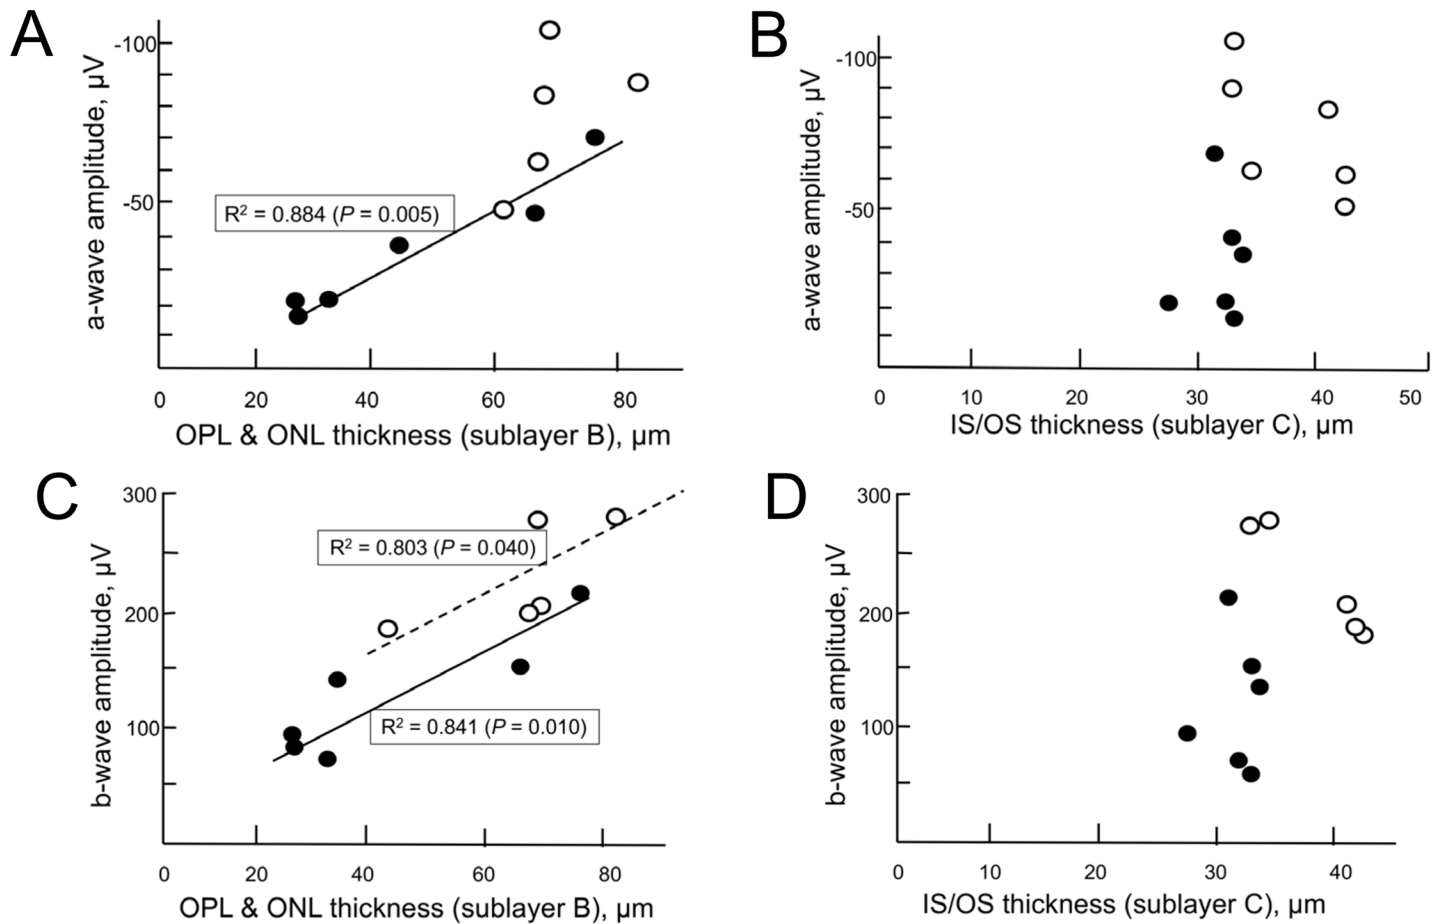 A
a-wave amplitude, µV
-100
-50
R² = 0.884 (P = 0.005)
0 20 40 60 80
OPL & ONL thickness (sublayer B), µm
B
a-wave amplitude, µV
-100
-50
0 10 20 30 40 50
IS/OS thickness (sublayer C), µm
C
b-wave amplitude, µV
300
200
100
R² = 0.803 (P = 0.040)
R² = 0.841 (P = 0.010)
0 20 40 60 80
OPL & ONL thickness (sublayer B), µm
D
b-wave amplitude, µV
300
200
100
0 10 20 30 40
IS/OS thickness (sublayer C), µm